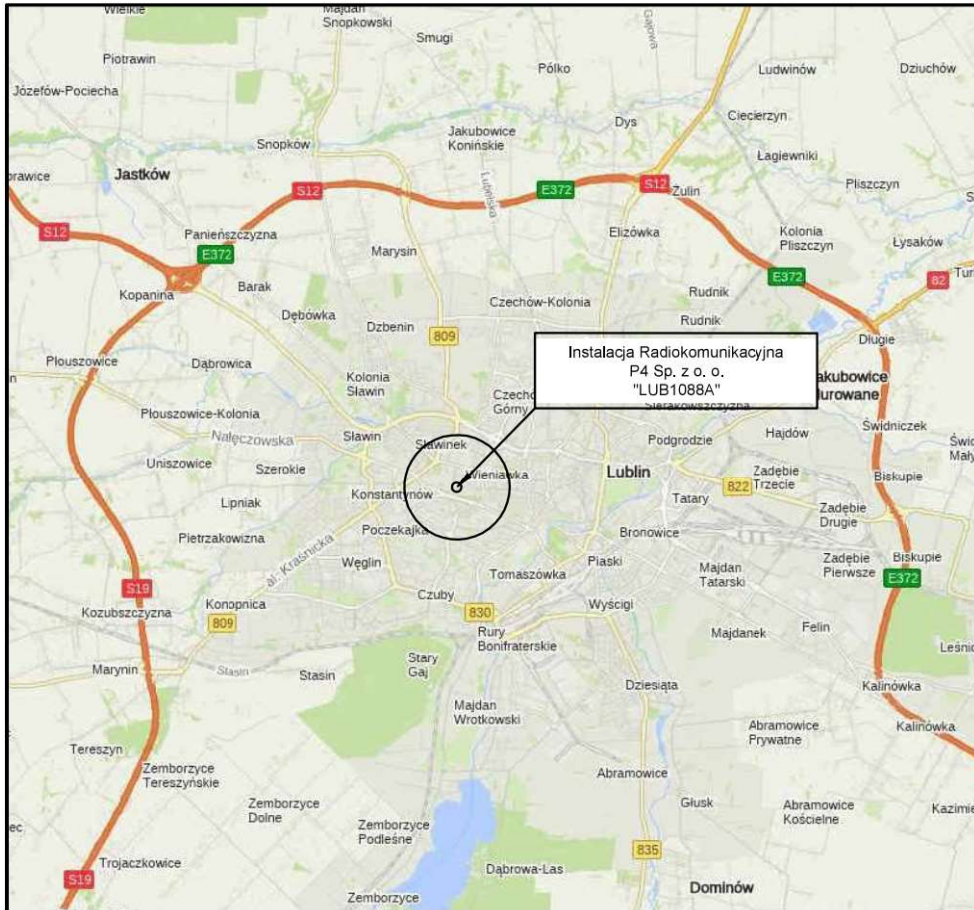 Wielkie
Majdan
Snopkowski
Gajowa
Smugi
Piotrawin
Pólko
Ludwinów
Dziuchów
Józefów-Pociecha
Ciecierzyn
Dys
Jakubowice
Konińskie
Snopków
Łagiewniki
Jastków
Lubelska
Pliszczyn
S12
E372
S12
Żulin
S12
Panieńszczyzna
Elizówka
Kolonia
Pliszczyn
Łysaków
E372
Marysin
E372
82
Kopanina
Barak
Rudnik
Dębówka
Czechów-Kolonia
Dzbenin
809
Rudnik
Długie
Instalacja Radiokomunikacyjna
P4 Sp. z o. o.
"LUB1088A"
Płouszowice
Dąbrowica
Kolonia
Sławin
Górny
Płouszowice-Kolonia
Świdniczek
Nałęczowska
Sławin
Sławinek
Podgrodzie
Hajdów
Uniszowice
Szerokie
Wieniawka
Lublin
Zadębie
Trzecie
Biskupie
822
Konstantynów
Tatary
Lipniak
Zadębie
Drugie
Pietrzakowizna
Poczekajka
Bronowice
al. Kraśnicka
Węglin
Piaski
Zadębie
Pierwsze
Biskupie
Majdan
Tatarski
Tomaszówka
E372
S19
Czuby
Konopnica
830
Wyścigi
Kozubszczyzna
809
Felin
Rury
Bonifraterskie
Majdanek
Stary
Gaj
Marynin
Stasin
Stasin
Dziesiąta
Kalinówka
Majdan
Wrotkowski
Abramowice
Prywatne
Kalinówka
Tereszyn
Zemborzyce
Tereszyńskie
Abramowice
Zemborzyce
Dolne
Głusk
Abramowice
Kościelne
Zemborzyce
Podleśne
835
Trojaczkowice
Dąbrowa-Las
S19
Dominów
Zemborzyce